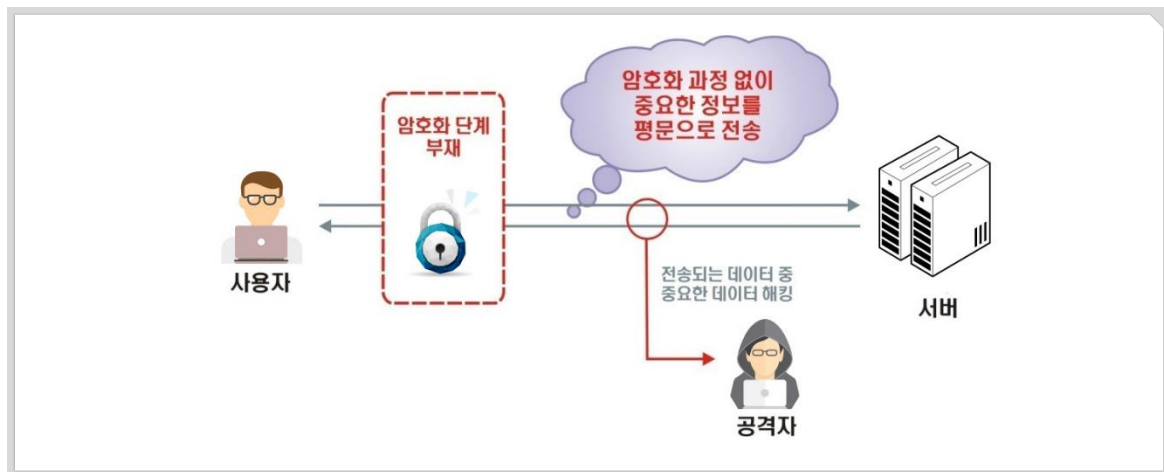 암호화 과정 없이
중요한 정보를
평문으로 전송
암호화 단계
부재
사용자
전송되는 데이터 중
중요한 데이터 해킹
서버
공격자